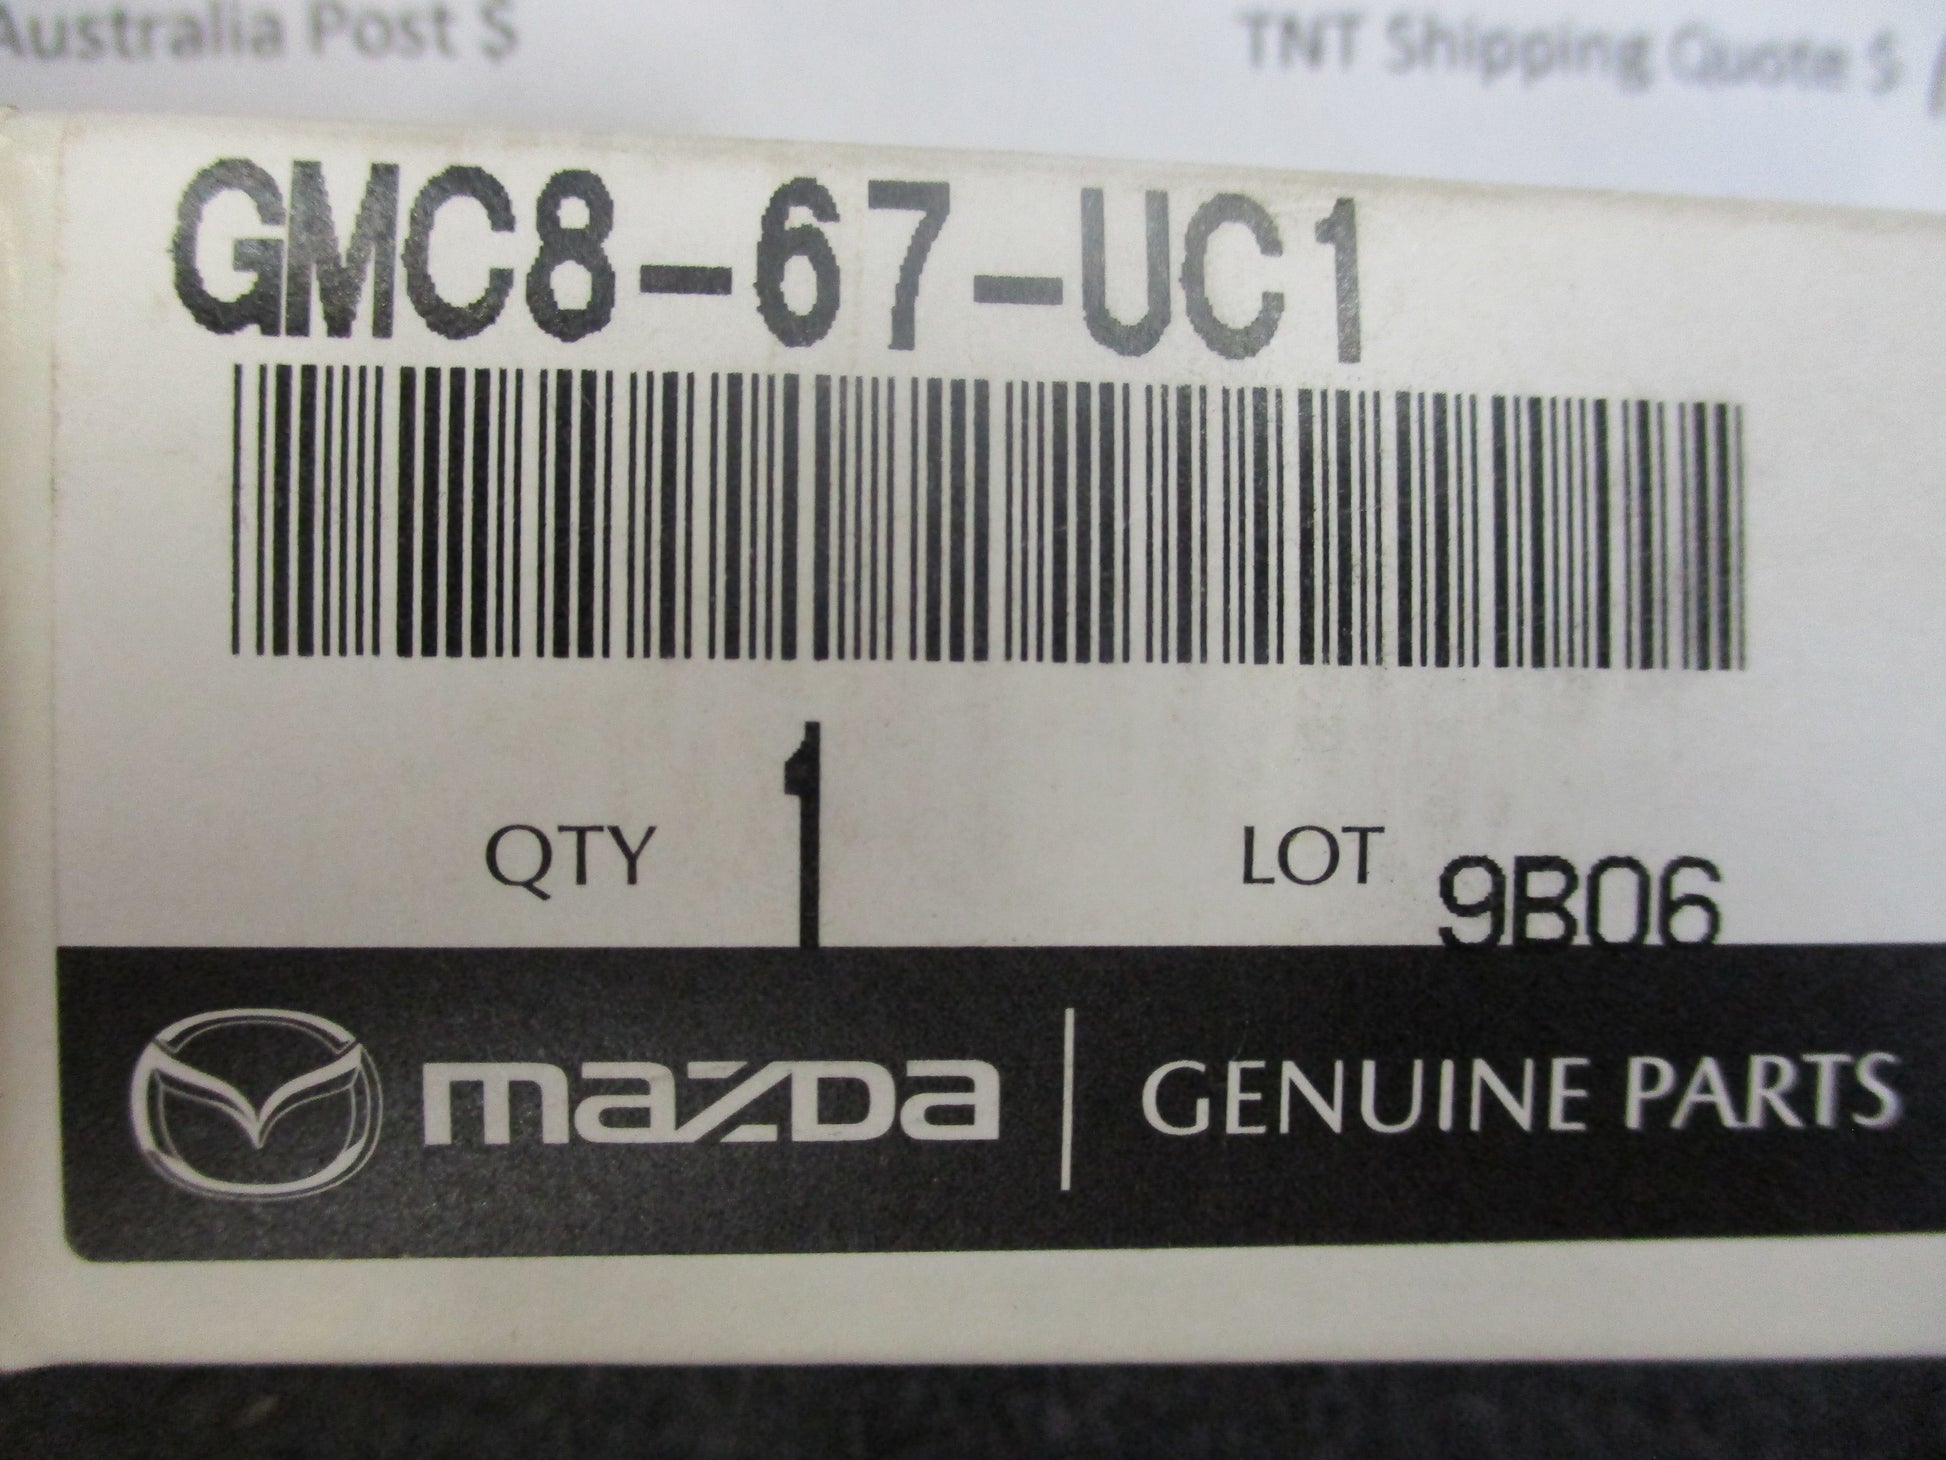 Australia Post $
TNT Shipping Quote $
GMC8-67-UC1
QTY 1
LOT 9B06
mazda | GENUINE PARTS